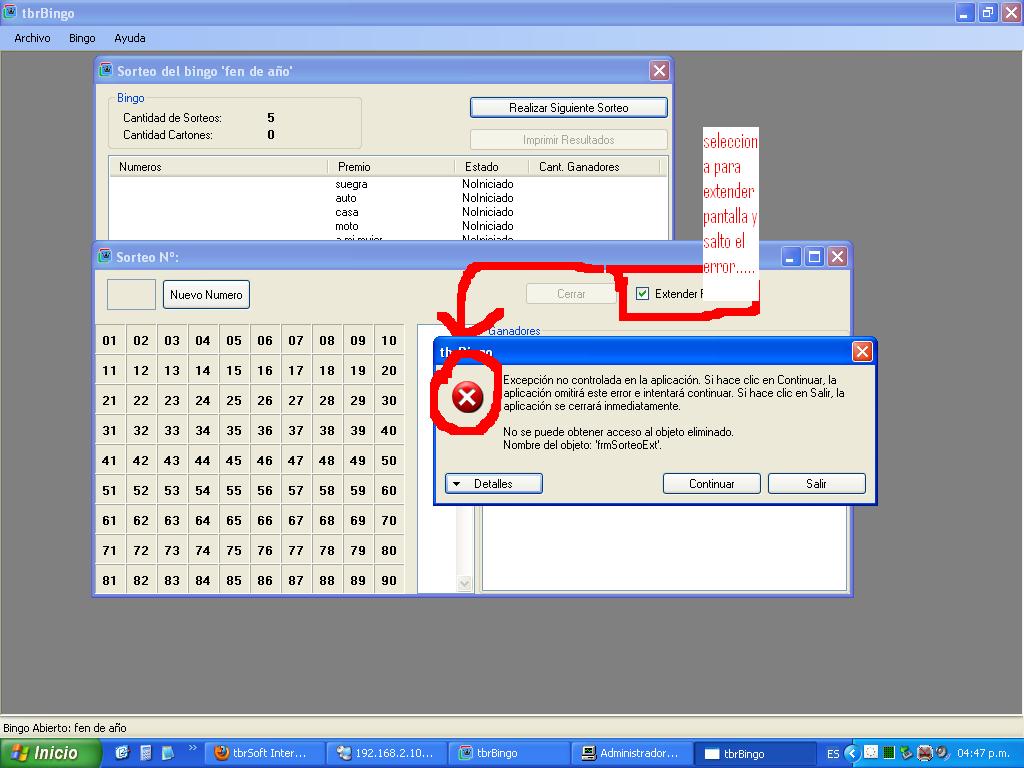 tbrBingo
Archivo Bingo Ayuda
Sorteo del bingo 'fen de año'
Bingo
Cantidad de Sorteos: 5
Cantidad Cartones: 0
Realizar Siguiente Sorteo
Imprimir Resultados
Numeros Premio Estado Cant. Ganadores
suegra NoIniciado
auto NoIniciado
casa NoIniciado
moto NoIniciado
a mi mujer NoIniciado
seleccion
a para
extender
pantalla y
salto el
error.....
Sorteo Nº:
Nuevo Numero
Cerrar
Extender
Ganadores
01 02 03 04 05 06 07 08 09 10
11 12 13 14 15 16 17 18 19 20
21 22 23 24 25 26 27 28 29 30
31 32 33 34 35 36 37 38 39 40
41 42 43 44 45 46 47 48 49 50
51 52 53 54 55 56 57 58 59 60
61 62 63 64 65 66 67 68 69 70
71 72 73 74 75 76 77 78 79 80
81 82 83 84 85 86 87 88 89 90
tbrBingo
Excepción no controlada en la aplicación. Si hace clic en Continuar, la
aplicación omitirá este error e intentará continuar. Si hace clic en Salir, la
aplicación se cerrará inmediatamente.
No se puede obtener acceso al objeto eliminado.
Nombre del objeto: 'frmSorteoExt'.
Detalles
Continuar
Salir
Bingo Abierto: fen de año
Inicio
tbrSoft Inter...
192.168.2.10...
tbrBingo
Administrador...
tbrBingo
ES
04:47 p.m.